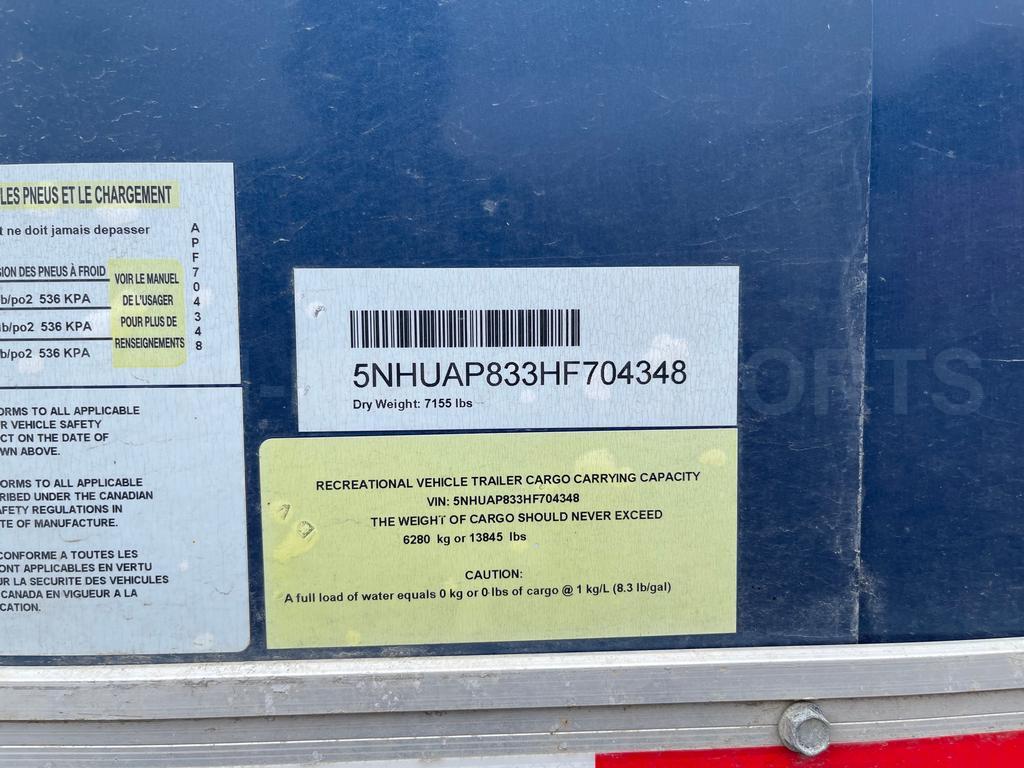 LES PNEUS ET LE CHARGEMENT
t ne doit jamais depasser
SION DES PNEUS À FROID
b/po2 536 KPA
b/po2 536 KPA
b/po2 536 KPA
VOIR LE MANUEL
DE L'USAGER
POUR PLUS DE
RENSEIGNEMENTS
APF704348
ORMS TO ALL APPLICABLE
R VEHICLE SAFETY
CT ON THE DATE OF
WN ABOVE.
ORMS TO ALL APPLICABLE
RIBED UNDER THE CANADIAN
AFETY REGULATIONS IN
TE OF MANUFACTURE.
CONFORME A TOUTES LES
ONT APPLICABLES EN VERTU
UR LA SECURITE DES VEHICULES
CANADA EN VIGUEUR A LA
CATION.
5NHUAP833HF704348
Dry Weight: 7155 lbs
RECREATIONAL VEHICLE TRAILER CARGO CARRYING CAPACITY
VIN: 5NHUAP833HF704348
THE WEIGHT OF CARGO SHOULD NEVER EXCEED
6280 kg or 13845 lbs
CAUTION:
A full load of water equals 0 kg or 0 lbs of cargo @ 1 kg/L (8.3 lb/gal)